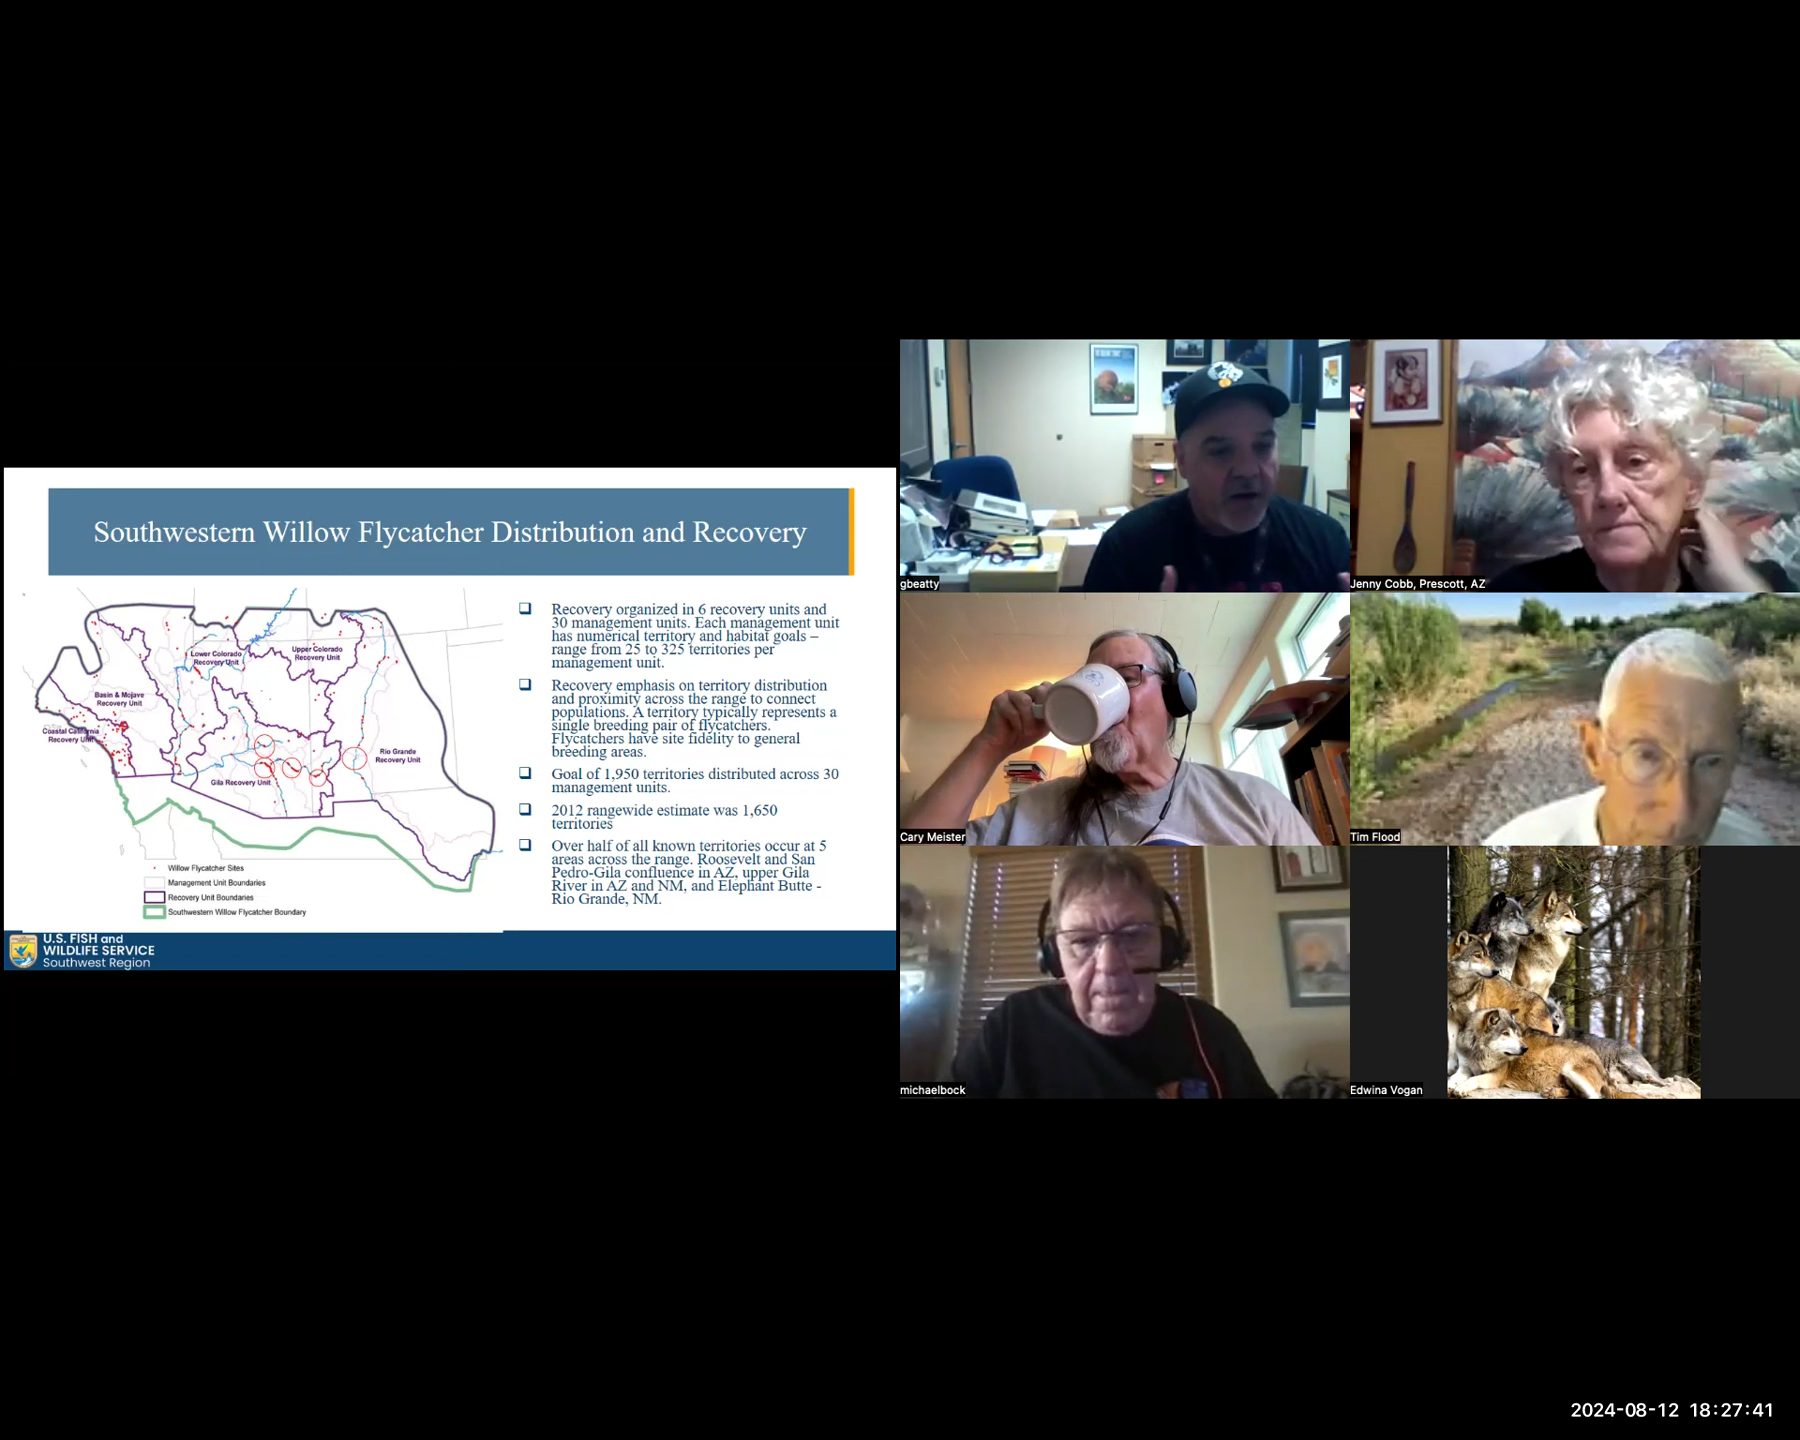 Southwestern Willow Flycatcher Distribution and Recovery
Lower Colorado
Recovery Unit
Upper Colorado
Recovery Unit
Basin & Mojave
Recovery Unit
Coastal California
Recovery Unit
Rio Grande
Recovery Unit
Gila Recovery Unit
Willow Flycatcher Sites
Management Unit Boundaries
Recovery Unit Boundaries
Southwestern Willow Flycatcher Boundary
Recovery organized in 6 recovery units and
30 management units. Each management unit
has numerical territory and habitat goals –
range from 25 to 325 territories per
management unit.
Recovery emphasis on territory distribution
and proximity across the range to connect
populations. A territory typically represents a
single breeding pair of flycatchers.
Flycatchers have site fidelity to general
breeding areas.
Goal of 1,950 territories distributed across 30
management units.
2012 rangewide estimate was 1,650
territories
Over half of all known territories occur at 5
areas across the range. Roosevelt and San
Pedro-Gila confluence in AZ, upper Gila
River in AZ and NM, and Elephant Butte -
Rio Grande, NM.
U.S. FISH and
WILDLIFE SERVICE
Southwest Region
gbeatty
Jenny Cobb, Prescott, AZ
Cary Meister
Tim Flood
michaelbock
Edwina Vogan
2024-08-12 18:27:41